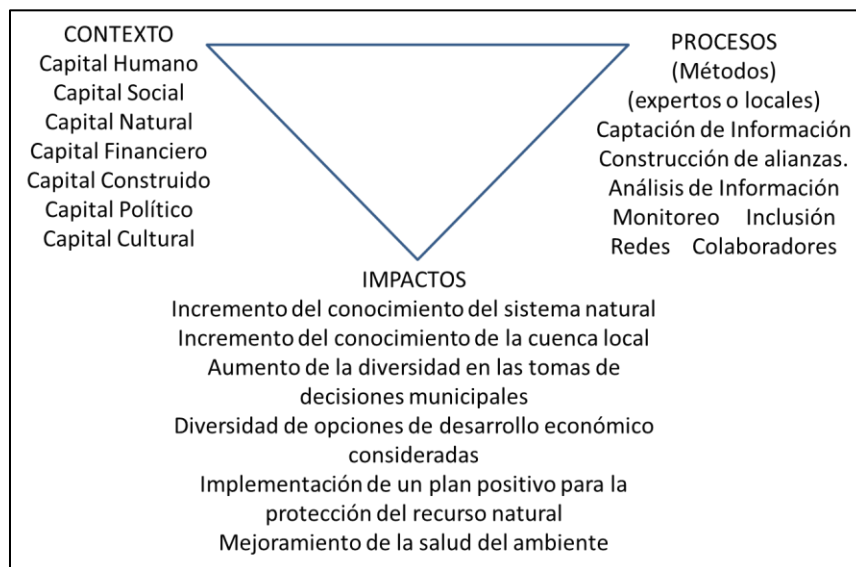 CONTEXTO
Capital Humano
Capital Social
Capital Natural
Capital Financiero
Capital Construido
Capital Político
Capital Cultural
PROCESOS
(Métodos)
(expertos o locales)
Captación de Información
Construcción de alianzas.
Análisis de Información
Monitoreo Inclusión
Redes Colaboradores
IMPACTOS
Incremento del conocimiento del sistema natural
Incremento del conocimiento de la cuenca local
Aumento de la diversidad en las tomas de
decisiones municipales
Diversidad de opciones de desarrollo económico
consideradas
Implementación de un plan positivo para la
protección del recurso natural
Mejoramiento de la salud del ambiente